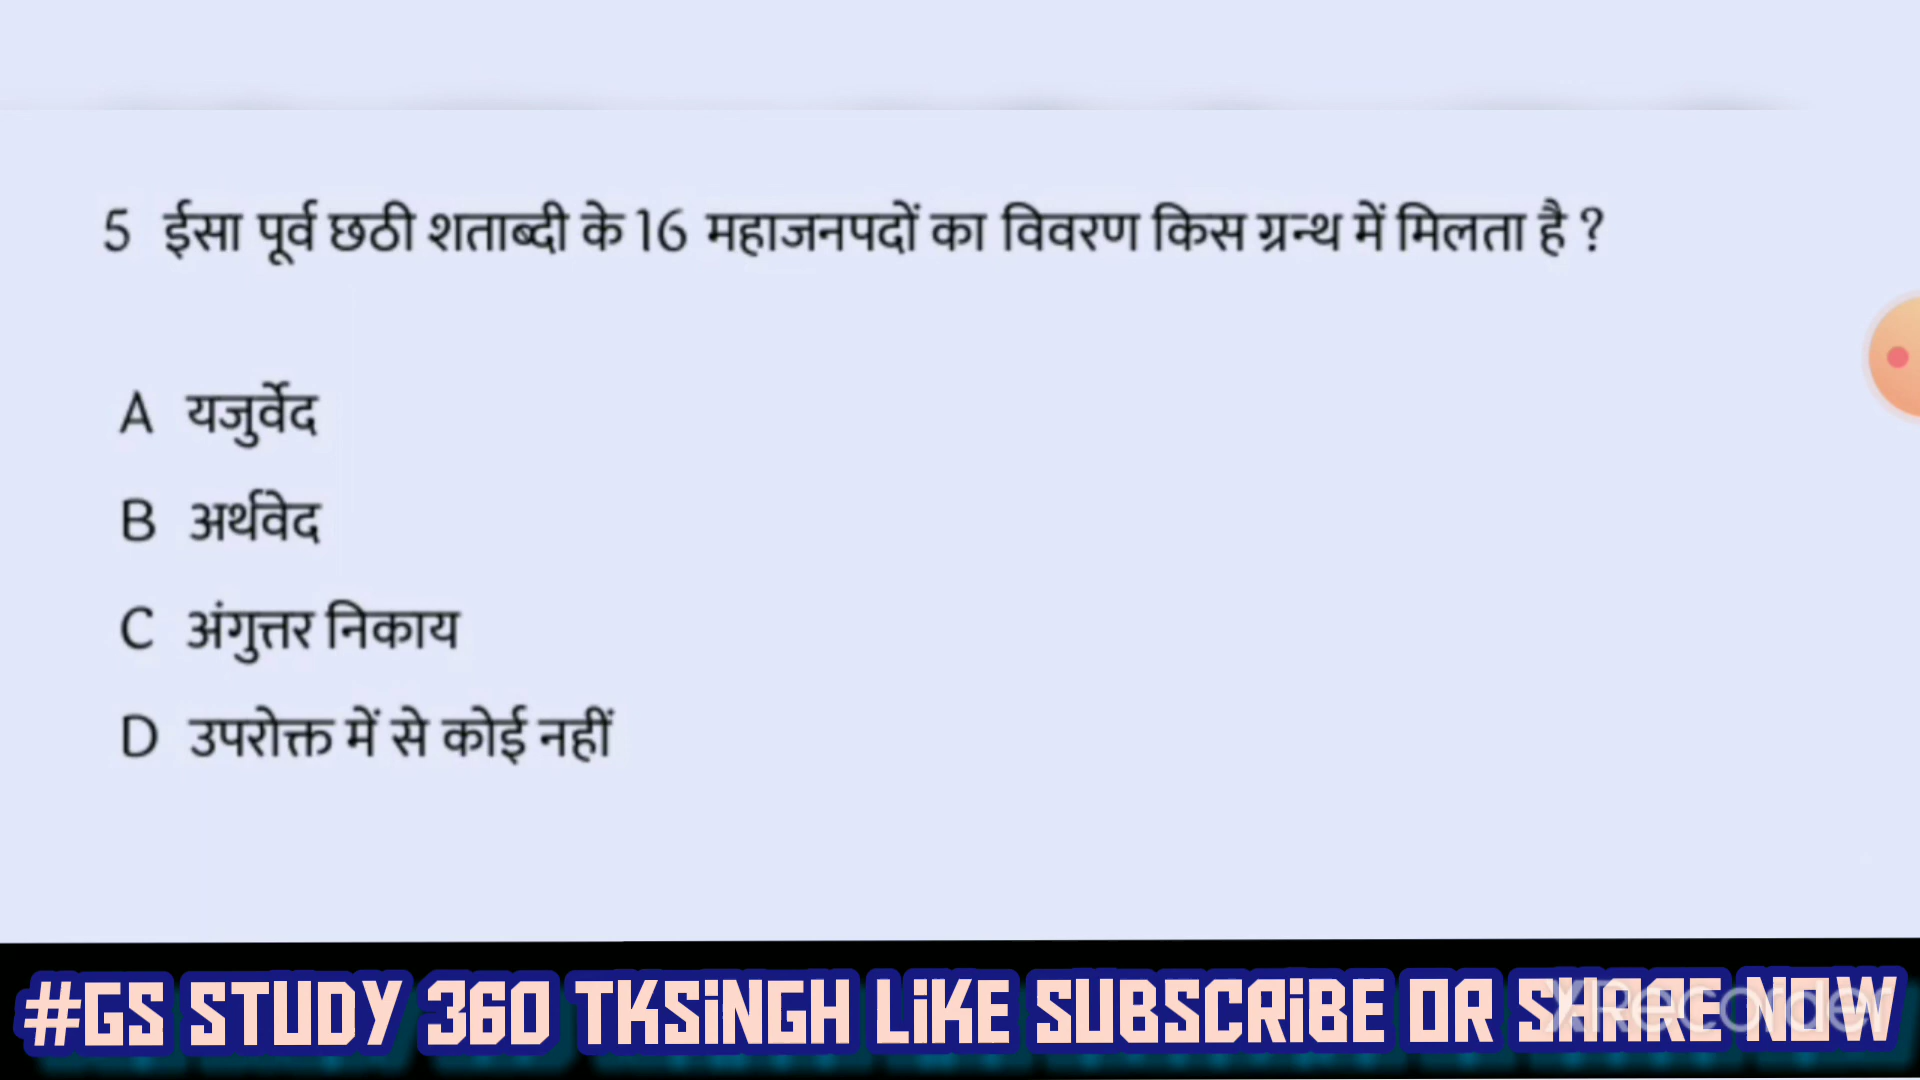 5 ईसा पूर्व छठी शताब्दी के 16 महाजनपदों का विवरण किस ग्रन्थ में मिलता है ?
A यजुर्वेद
B अर्थवेद
C अंगुत्तर निकाय
D उपरोक्त में से कोई नहीं
#GS STUDY 360 TKSiNGH LiKE SUBSCRiBE OR SHARE NOW
XRecorder